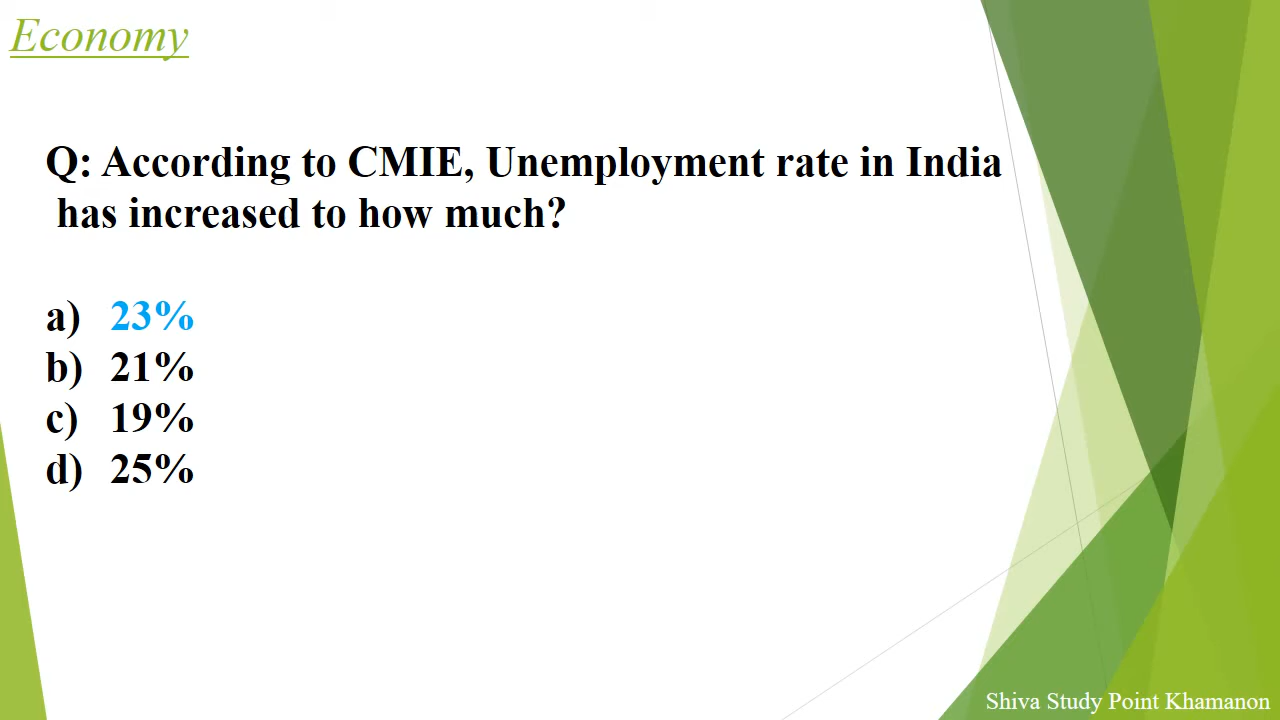 Economy
Q: According to CMIE, Unemployment rate in India
has increased to how much?
a) 23%
b) 21%
c) 19%
d) 25%
Shiva Study Point Khamanon